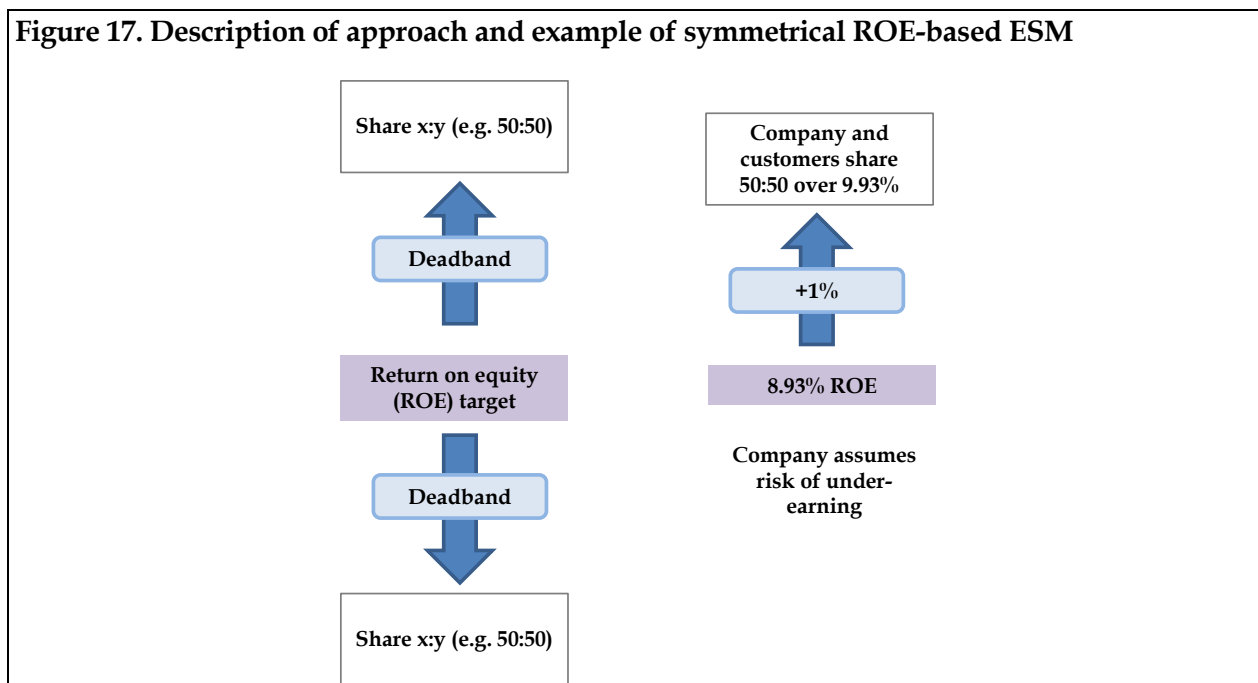 Figure 17. Description of approach and example of symmetrical ROE-based ESM
Share x:y (e.g. 50:50)
Deadband
Return on equity
(ROE) target
Deadband
Share x:y (e.g. 50:50)
Company and
customers share
50:50 over 9.93%
+1%
8.93% ROE
Company assumes
risk of under-
earning